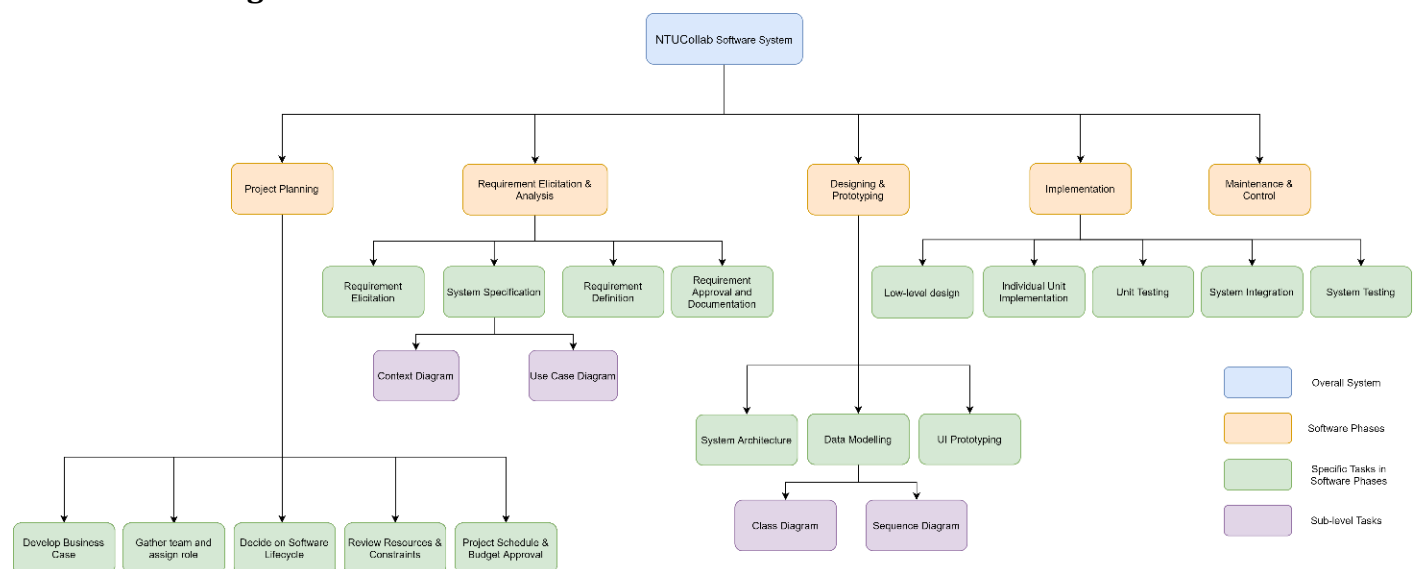 NTUCollab Software System
Project Planning
Requirement Elicitation &
Analysis
Designing &
Prototyping
Implementation
Maintenance &
Control
Requirement
Elicitation
System Specification
Requirement
Definition
Requirement
Approval and
Documentation
Low-level design
Individual Unit
Implementation
Unit Testing
System Integration
System Testing
Context Diagram
Use Case Diagram
Overall System
System Architecture
Data Modelling
UI Prototyping
Software Phases
Specific Tasks in
Software Phases
Class Diagram
Sequence Diagram
Sub-level Tasks
Develop Business
Case
Gather team and
assign role
Decide on Software
Lifecycle
Review Resources &
Constraints
Project Schedule &
Budget Approval